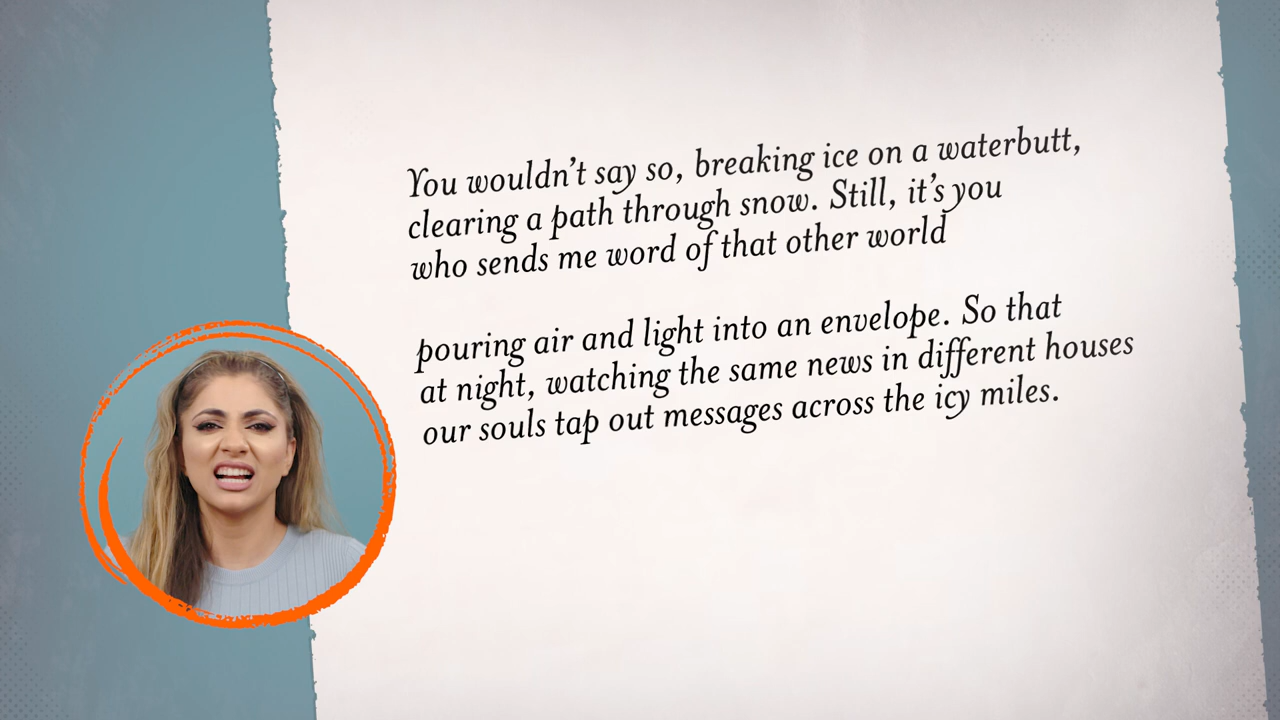 You wouldn't say so, breaking ice on a waterbutt,
clearing a path through snow. Still, it's you
who sends me word of that other world
pouring air and light into an envelope. So that
at night, watching the same news in different houses
our souls tap out messages across the icy miles.